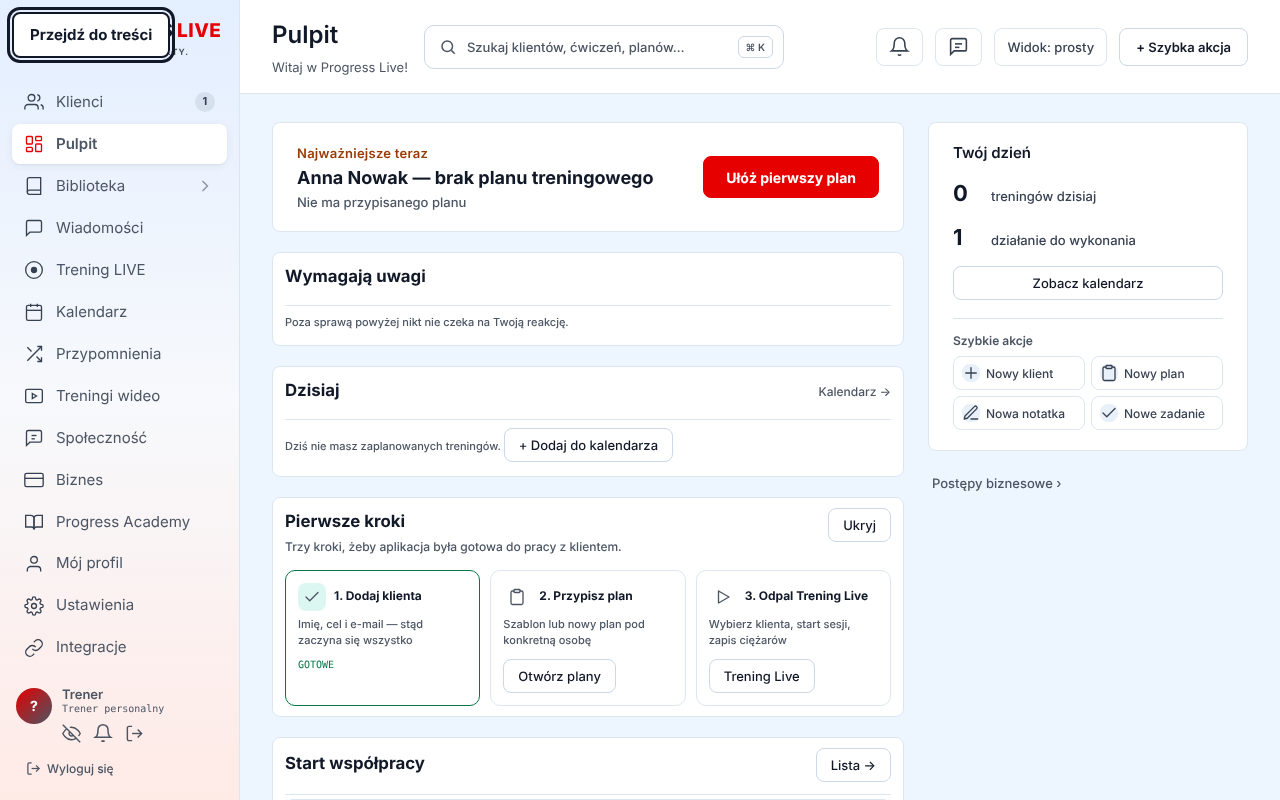 Przejdź do treści
LIVE
Klienci
1
Pulpit
Biblioteka
Wiadomości
Trening LIVE
Kalendarz
Przypomnienia
Treningi wideo
Społeczność
Biznes
Progress Academy
Mój profil
Ustawienia
Integracje
?
Trener
Trener personalny
Wyloguj się
Pulpit
Witaj w Progress Live!
Szukaj klientów, ćwiczeń, planów...
⌘ K
Widok: prosty
+ Szybka akcja
Najważniejsze teraz
Anna Nowak — brak planu treningowego
Nie ma przypisanego planu
Ułóż pierwszy plan
Wymagają uwagi
Poza sprawą powyżej nikt nie czeka na Twoją reakcję.
Dzisiaj
Kalendarz →
Dziś nie masz zaplanowanych treningów.
+ Dodaj do kalendarza
Pierwsze kroki
Trzy kroki, żeby aplikacja była gotowa do pracy z klientem.
Ukryj
1. Dodaj klienta
Imię, cel i e-mail — stąd
zaczyna się wszystko
GOTOWE
2. Przypisz plan
Szablon lub nowy plan pod
konkretną osobę
Otwórz plany
3. Odpal Trening Live
Wybierz klienta, start sesji,
zapis ciężarów
Trening Live
Start współpracy
Lista →
Twój dzień
0 treningów dzisiaj
1 działanie do wykonania
Zobacz kalendarz
Szybkie akcje
Nowy klient
Nowy plan
Nowa notatka
Nowe zadanie
Postępy biznesowe ›